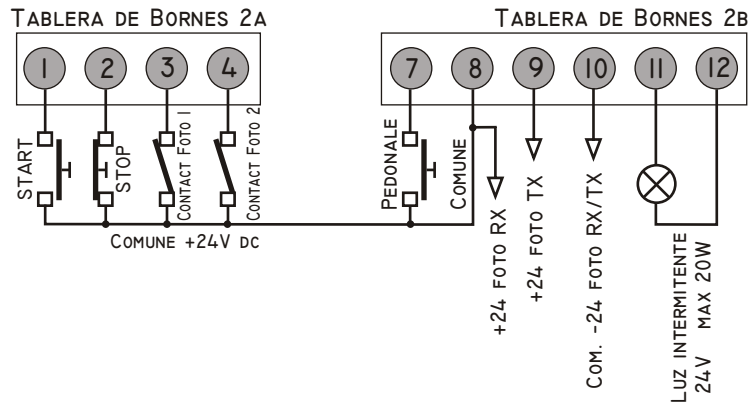 TABLERA DE BORNES 2A
TABLERA DE BORNES 2B
1 2 3 4
7 8 9 10 11 12
START
STOP
CONTACT FOTO 1
CONTACT FOTO 2
PEDONALE
COMUNE
COMUNE +24V DC
+24 FOTO RX
+24 FOTO TX
COM. -24 FOTO RX/TX
LUZ INTERMITENTE
24V MAX 20W